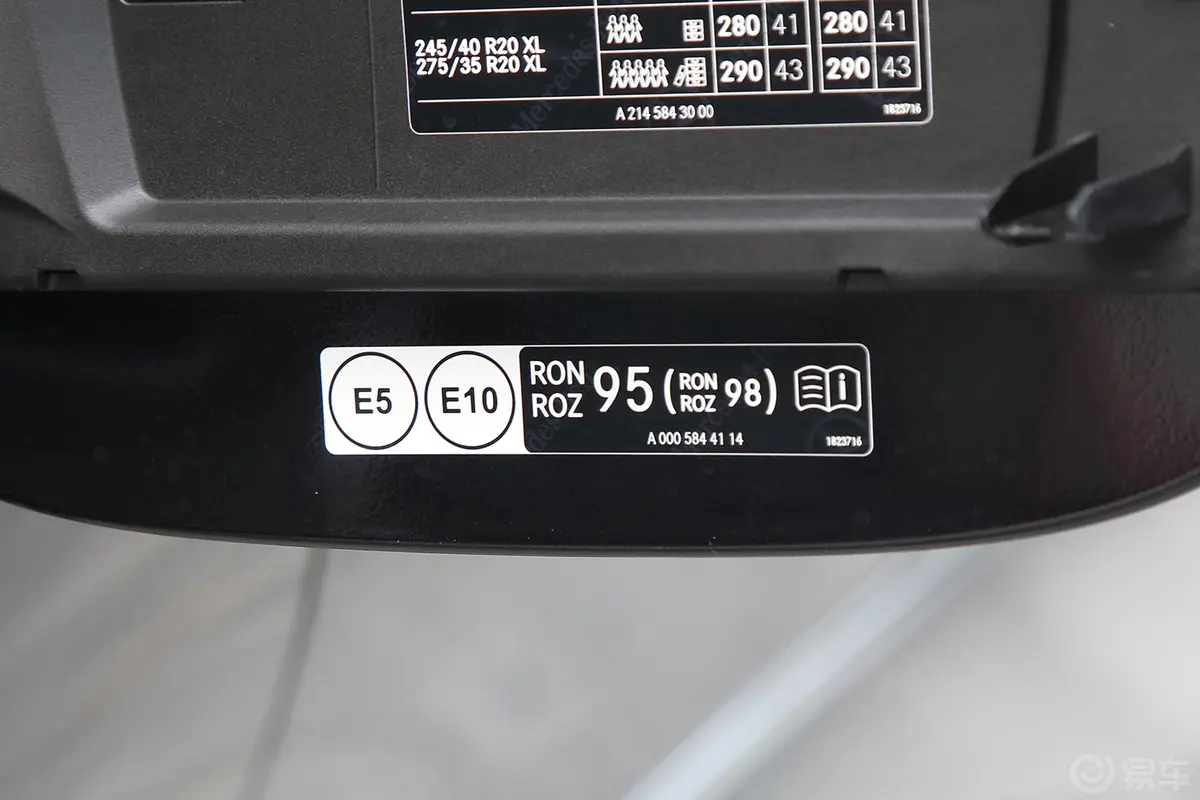 280 41 280 41
245/40 R20 XL
275/35 R20 XL
290 43 290 43
A 214 584 30 00
1823716
Mercedes-
E5 E10 RON ROZ 95 (RON ROZ 98)
A 000 584 41 14
1823716
易车